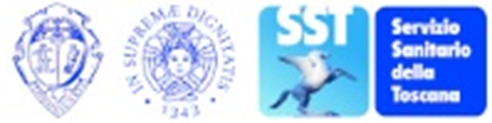 IN SUPREMÆ DIGNITATIS
1343
SST
Servizio
Sanitario
della
Toscana